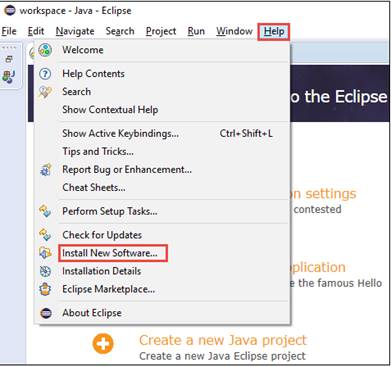 workspace - Java - Eclipse
File Edit Navigate Search Project Run Window Help
Welcome
Help Contents
Search
Show Contextual Help
Show Active Keybindings... Ctrl+Shift+L
Tips and Tricks...
Report Bug or Enhancement...
Cheat Sheets...
Perform Setup Tasks...
Check for Updates
Install New Software...
Installation Details
Eclipse Marketplace...
About Eclipse
o the Eclipse
on settings
contested
pplication
e the famous Hello
Create a new Java project
Create a new Java Eclipse project